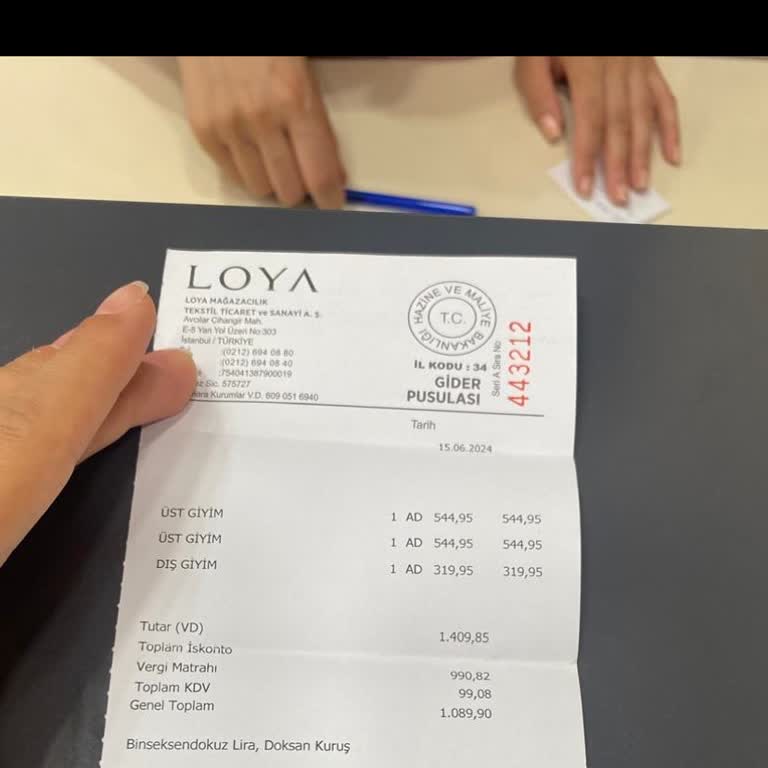 LOYA
LOYA MAĞAZACILIK
TEKSTİL TİCARET ve SANAYİ A. Ş.
Avcılar Cihangir Mah.
E-5 Yan Yol Üzeri No:303
İstanbul / TÜRKİYE
:(0212) 694 08 80
:(0212) 694 08 40
:754041387900019
Sic. 575727
Kurumlar V.D. 609 051 6940
HAZİNE VE MALİYE BAKANLIĞI
T.C.
İL KODU : 34
GİDER
PUSULASI
Seri A Sıra No
443212
Tarih
15.06.2024
ÜST GİYİM 1 AD 544,95 544,95
ÜST GİYİM 1 AD 544,95 544,95
DIŞ GİYİM 1 AD 319,95 319,95
Tutar (VD) 1.409,85
Toplam İskonto
Vergi Matrahı 990,82
Toplam KDV 99,08
Genel Toplam 1.089,90
Binseksendokuz Lira, Doksan Kuruş